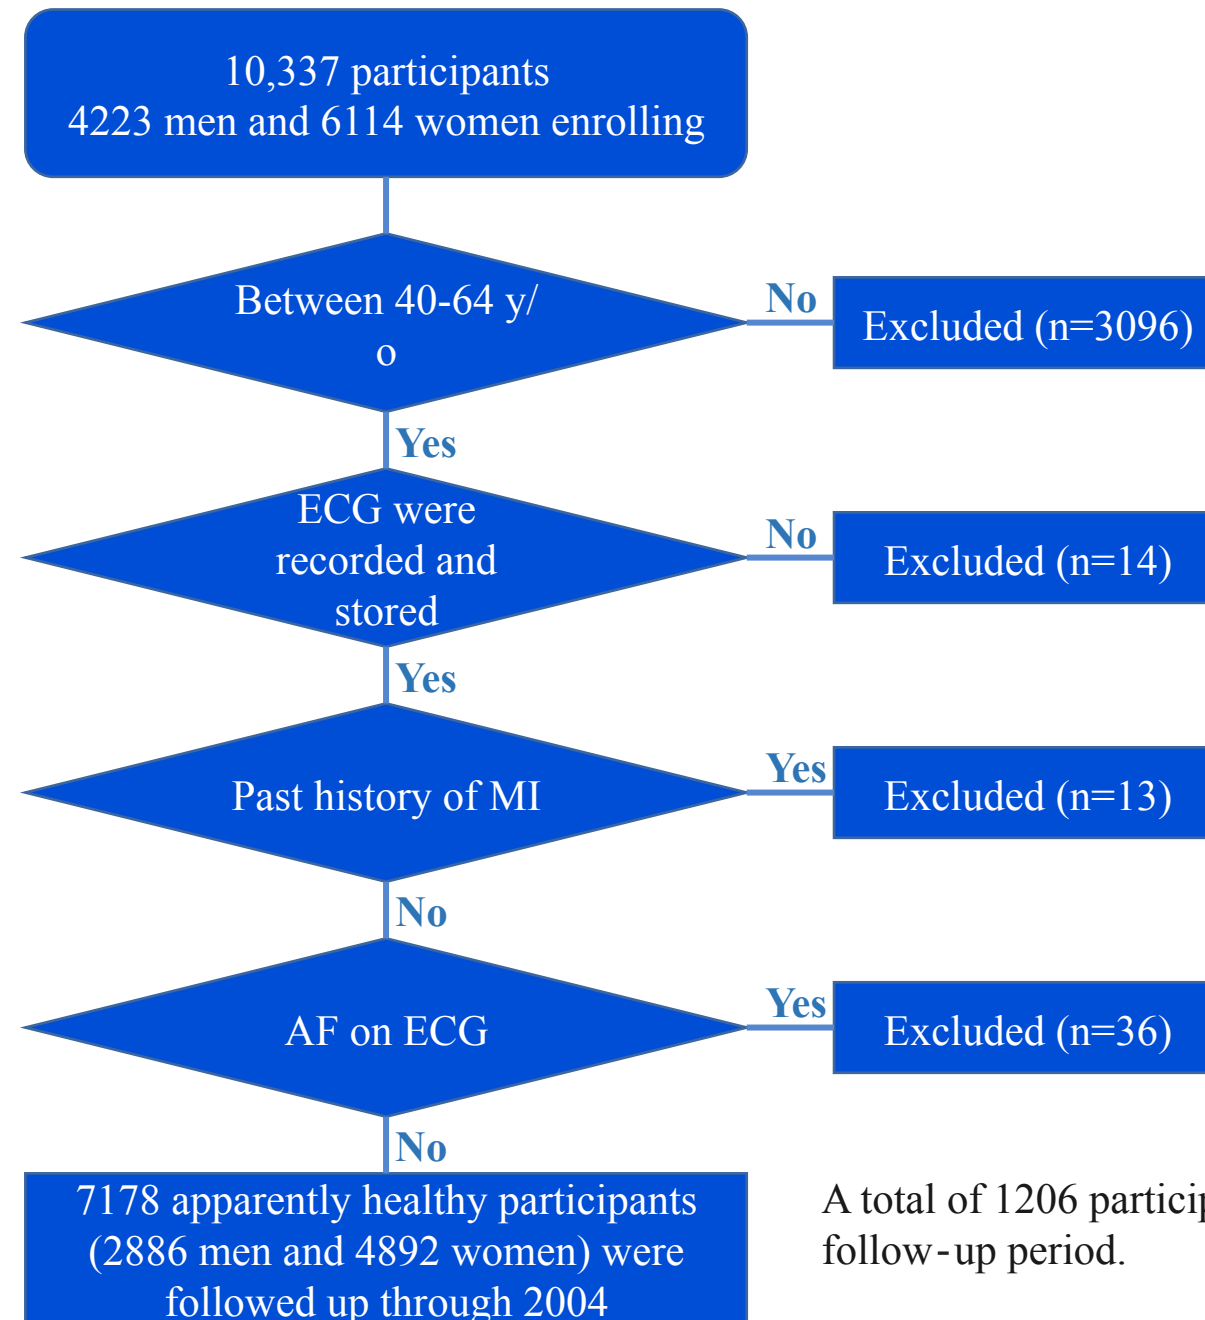 10,337 participants
4223 men and 6114 women enrolling
Between 40-64 y/
o
No
Excluded (n=3096)
Yes
ECG were
recorded and
stored
No
Excluded (n=14)
Yes
Past history of MI
Yes
Excluded (n=13)
No
AF on ECG
Yes
Excluded (n=36)
No
7178 apparently healthy participants
(2886 men and 4892 women) were
followed up through 2004
A total of 1206
follow-up period.